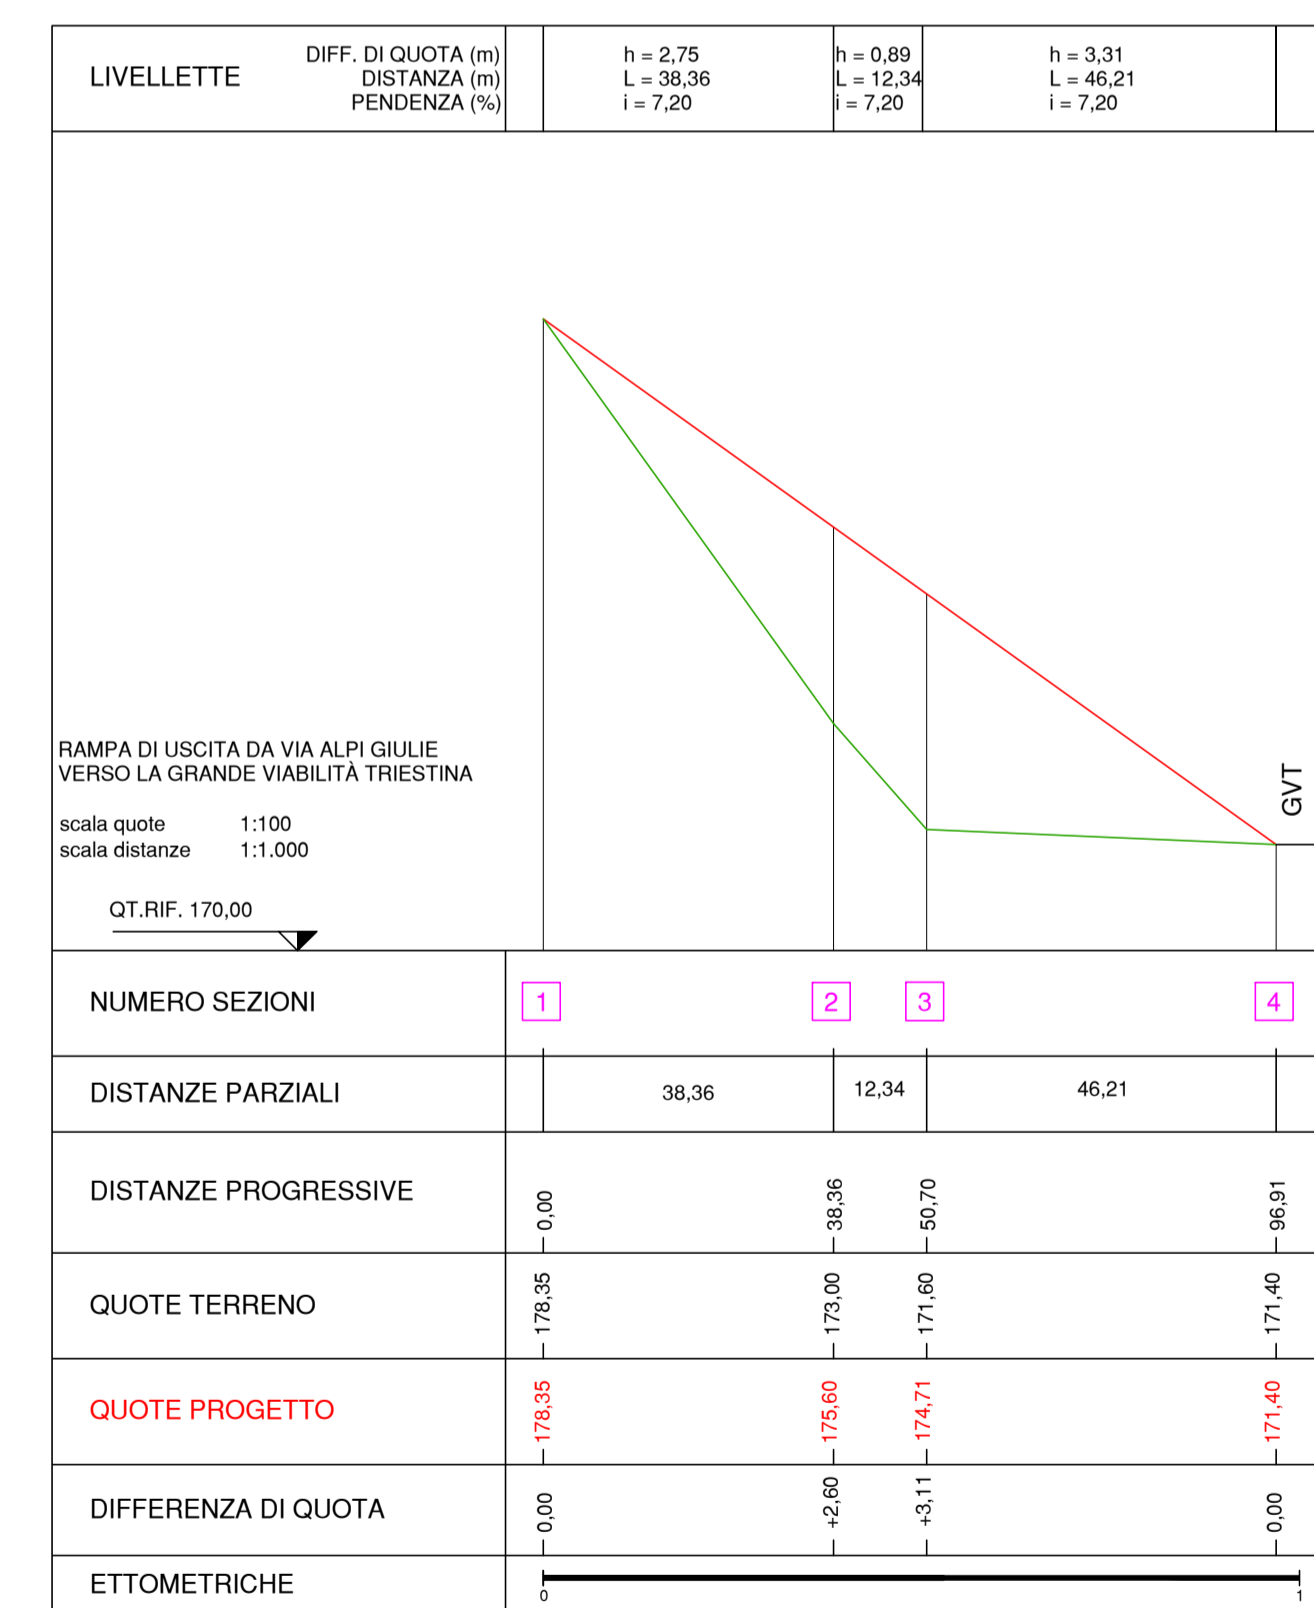 LIVELLETTE
DIFF. DI QUOTA (m)
DISTANZA (m)
PENDENZA (%)
h = 2,75
L = 38,36
i = 7,20
h = 0,89
L = 12,34
i = 7,20
h = 3,31
L = 46,21
i = 7,20
GVT
RAMPA DI USCITA DA VIA ALPI GIULIE
VERSO LA GRANDE VIABILITÀ TRIESTINA
scala quote 1:100
scala distanze 1:1.000
QT.RIF. 170,00
NUMERO SEZIONI 1 2 3 4
DISTANZE PARZIALI 38,36 12,34 46,21
DISTANZE PROGRESSIVE 0,00 38,36 50,70 96,91
QUOTE TERRENO 178,35 173,00 171,60 171,40
QUOTE PROGETTO 178,35 175,60 174,71 171,40
DIFFERENZA DI QUOTA 0,00 +2,60 +3,11 0,00
ETTOMETRICHE 0 1